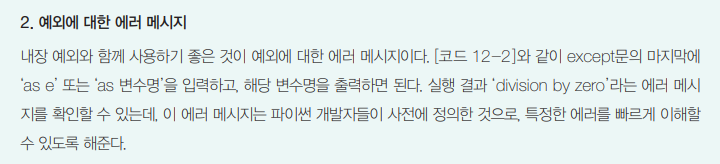 2. 예외에 대한 에러 메시지
내장 예외와 함께 사용하기 좋은 것이 예외에 대한 에러 메시지이다. [코드 12-2]와 같이 except문의 마지막에
‘as e’ 또는 ‘as 변수명’을 입력하고, 해당 변수명을 출력하면 된다. 실행 결과 ‘division by zero’라는 에러 메시
지를 확인할 수 있는데, 이 에러 메시지는 파이썬 개발자들이 사전에 정의한 것으로, 특정한 에러를 빠르게 이해할
수 있도록 해준다.